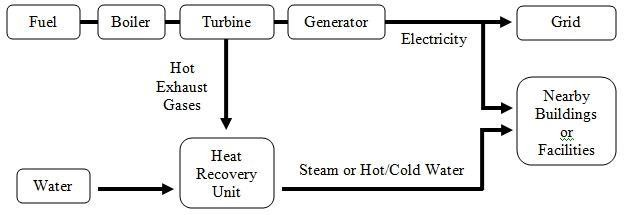 Fuel
Boiler
Turbine
Generator
Grid
Electricity
Hot
Exhaust
Gases
Nearby
Buildings
or
Facilities
Heat
Recovery
Unit
Steam or Hot/Cold Water
Water